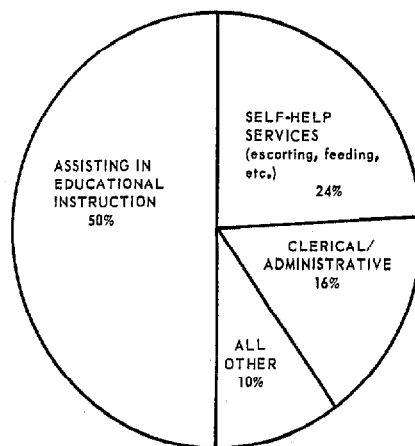 SELF-HELP
SERVICES
(escorting, feeding,
etc.)
24%
ASSISTING IN
EDUCATIONAL
INSTRUCTION
50%
CLERICAL/
ADMINISTRATIVE
16%
ALL
OTHER
10%